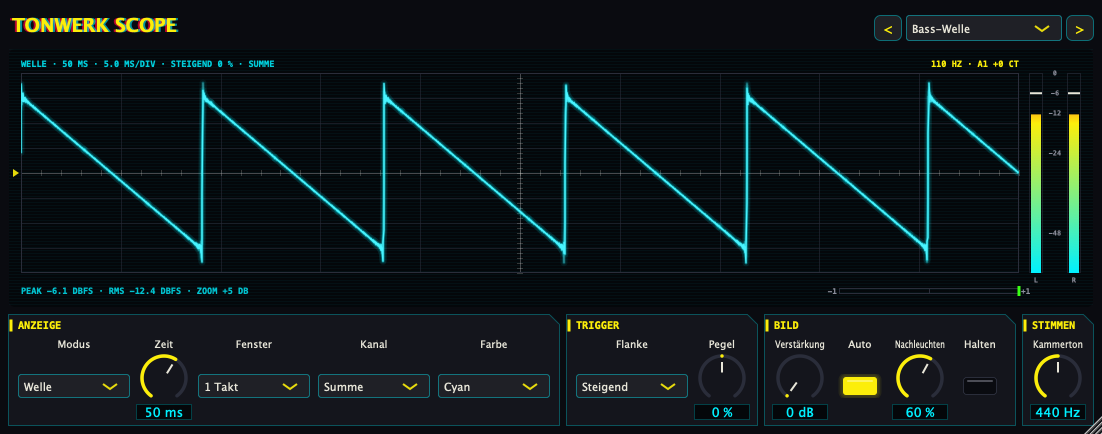 TONWERK SCOPE
< Bass-Welle >
WELLE · 50 MS · 5.0 MS/DIV · STEIGEND 0 % · SUMME
110 HZ · A1 +0 CT
0
-6
-12
-24
-48
L R
PEAK -6.1 DBFS · RMS -12.4 DBFS · ZOOM +5 DB
-1 +1
ANZEIGE
Modus Zeit Fenster Kanal Farbe
Welle 1 Takt Summe Cyan
50 ms
TRIGGER
Flanke Pegel
Steigend
0 %
BILD
Verstärkung Auto Nachleuchten Halten
0 dB 60 %
STIMMEN
Kammerton
440 Hz